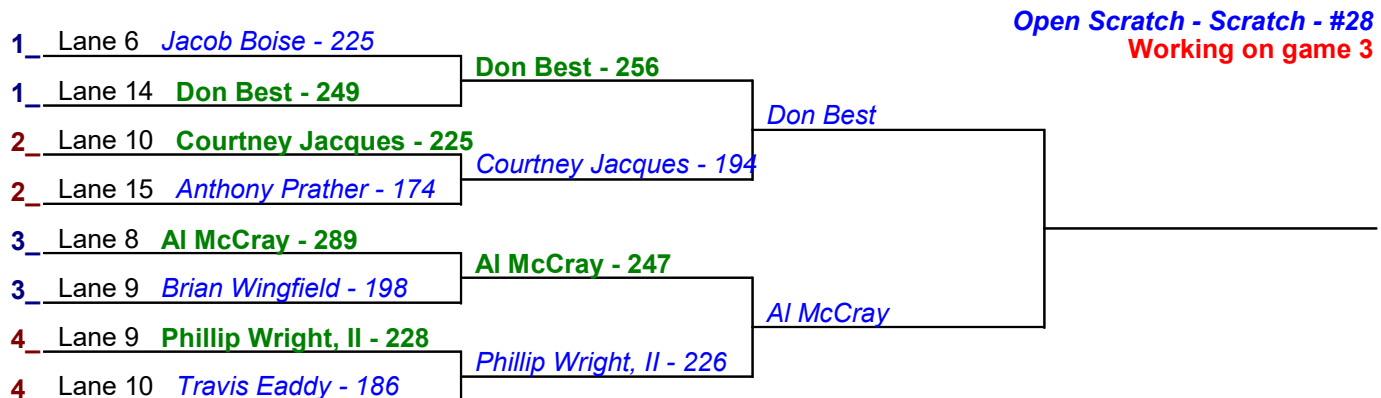 Open Scratch - Scratch - #28
Working on game 3
1_ Lane 6 Jacob Boise - 225
Don Best - 256
1_ Lane 14 Don Best - 249
Don Best
2_ Lane 10 Courtney Jacques - 225
Courtney Jacques - 194
2_ Lane 15 Anthony Prather - 174
3_ Lane 8 Al McCray - 289
Al McCray - 247
3_ Lane 9 Brian Wingfield - 198
Al McCray
4_ Lane 9 Phillip Wright, II - 228
Phillip Wright, II - 226
4 Lane 10 Travis Eaddy - 186